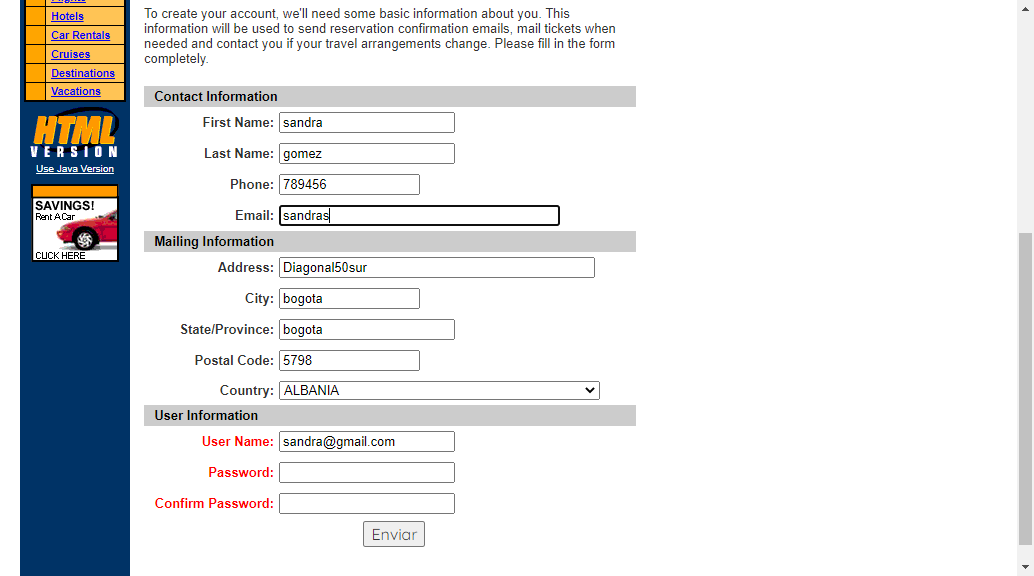 Flights
Hotels
Car Rentals
Cruises
Destinations
Vacations
HTML
VERSION
Use Java Version
SAVINGS!
Rent A Car
CLICK HERE
To create your account, we'll need some basic information about you. This
information will be used to send reservation confirmation emails, mail tickets when
needed and contact you if your travel arrangements change. Please fill in the form
completely.
Contact Information
First Name: sandra
Last Name: gomez
Phone: 789456
Email: sandras
Mailing Information
Address: Diagonal50sur
City: bogota
State/Province: bogota
Postal Code: 5798
Country: ALBANIA
User Information
User Name: sandra@gmail.com
Password:
Confirm Password:
Enviar